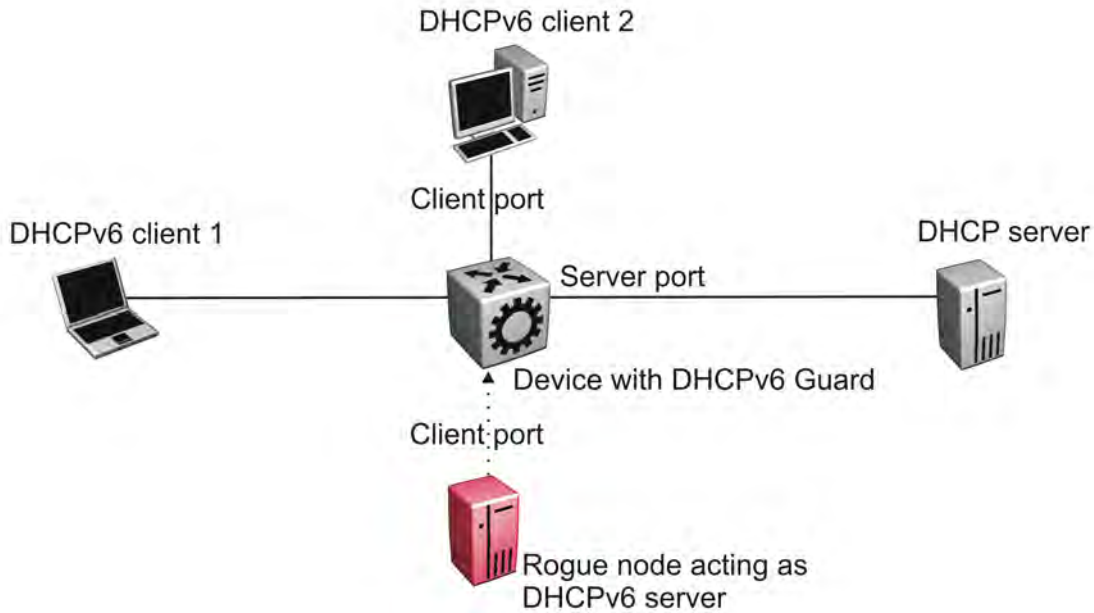 DHCPv6 client 2
Client port
DHCPv6 client 1
DHCP server
Server port
Device with DHCPv6 Guard
Client port
Rogue node acting as
DHCPv6 server